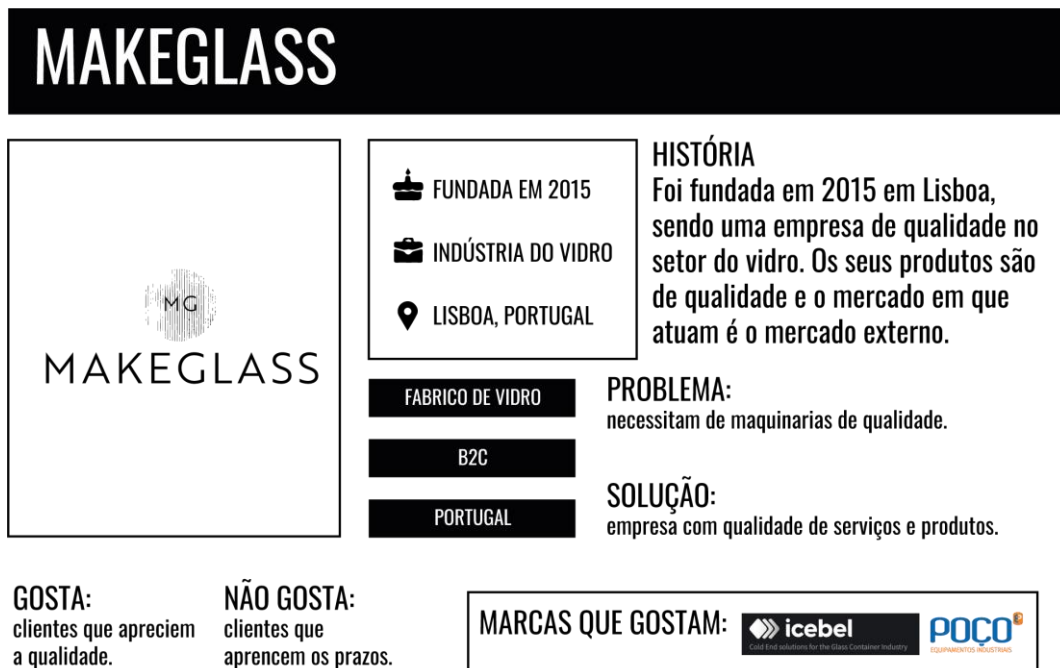 MAKEGLASS
MG
MAKEGLASS
FUNDADA EM 2015
INDÚSTRIA DO VIDRO
LISBOA, PORTUGAL
HISTÓRIA
Foi fundada em 2015 em Lisboa,
sendo uma empresa de qualidade no
setor do vidro. Os seus produtos são
de qualidade e o mercado em que
atuam é o mercado externo.
FABRICO DE VIDRO
B2C
PORTUGAL
PROBLEMA:
necessitam de maquinarias de qualidade.
SOLUÇÃO:
empresa com qualidade de serviços e produtos.
GOSTA:
clientes que apreciem
a qualidade.
NÃO GOSTA:
clientes que
aprencem os prazos.
MARCAS QUE GOSTAM:
icebel
Cold End solutions for the Glass Container Industry
POÇO
EQUIPAMENTOS INDUSTRIAIS